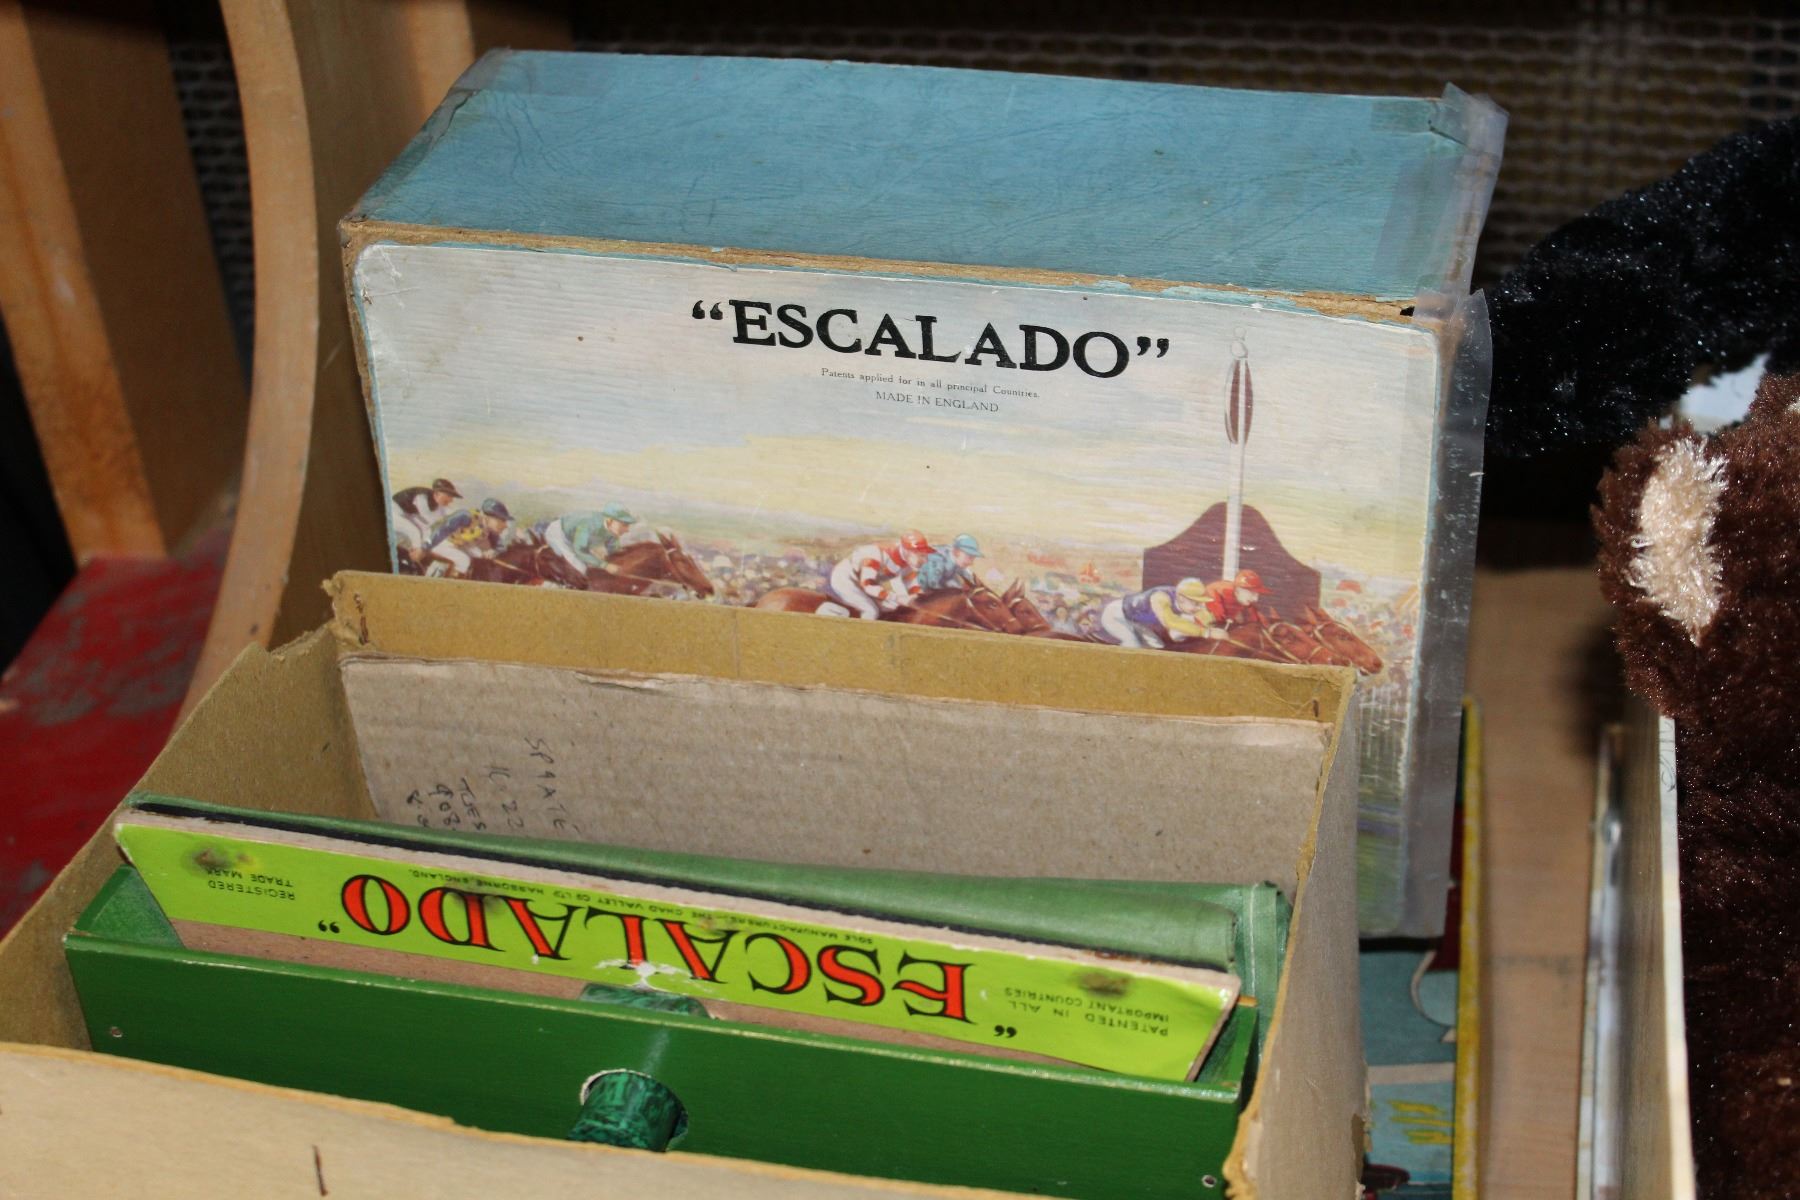 “ESCALADO”
Patents applied for in all principal Countries.
MADE IN ENGLAND
TUES
"ESCALADO"
SOLE MANUFACTURERS:- THE CHAD VALLEY CO LTD HARBORNE, ENGLAND.
PATENTED IN ALL
IMPORTANT COUNTRIES
REGISTERED
TRADE MARK